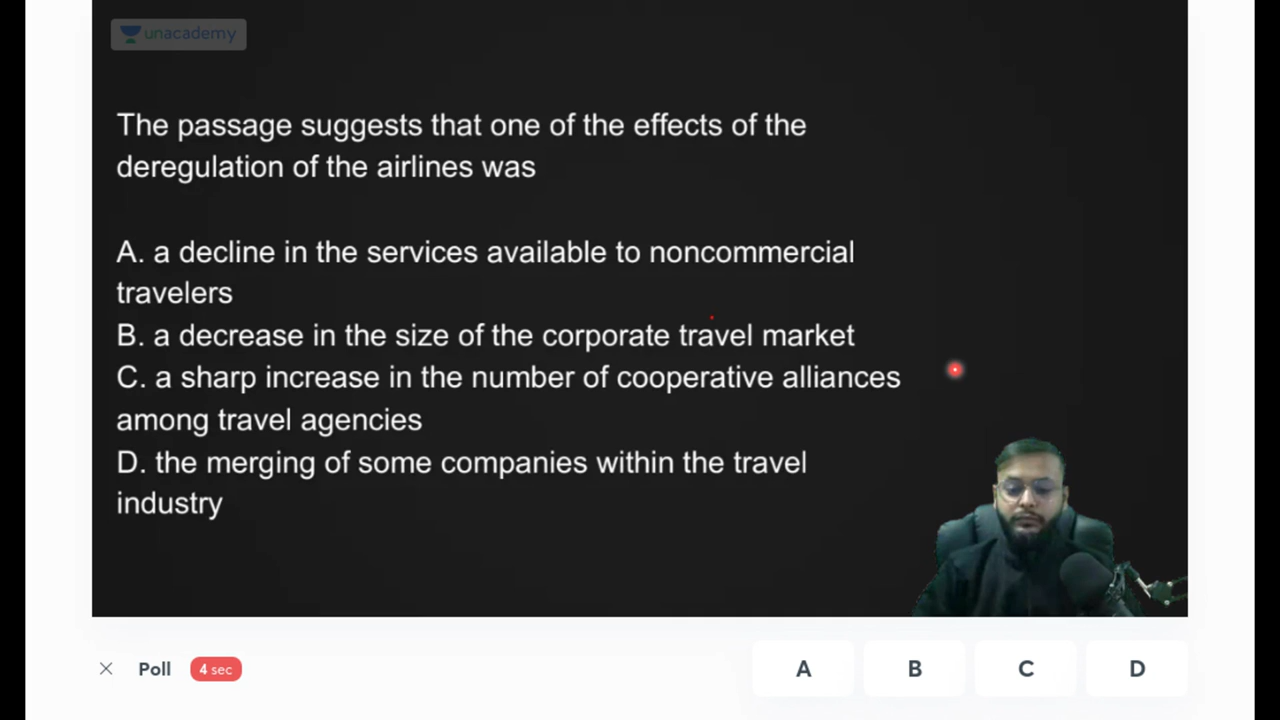 unacademy
The passage suggests that one of the effects of the
deregulation of the airlines was
A. a decline in the services available to noncommercial
travelers
B. a decrease in the size of the corporate travel market
C. a sharp increase in the number of cooperative alliances
among travel agencies
D. the merging of some companies within the travel
industry
Poll
4 sec
A
B
C
D